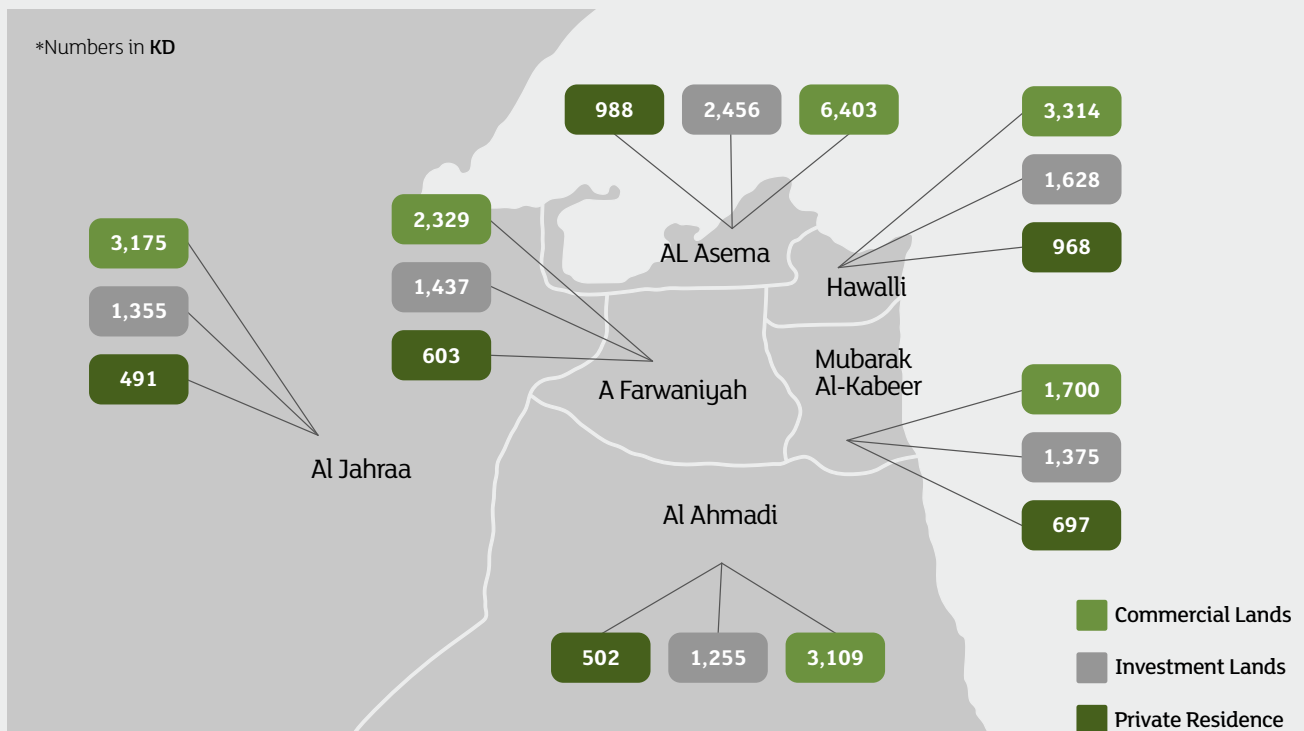 *Numbers in KD
988
2,456
6,403
3,314
1,628
968
2,329
1,437
603
3,175
1,355
491
AL Asema
Hawalli
Mubarak
Al-Kabeer
A Farwaniyah
Al Jahraa
1,700
1,375
697
Al Ahmadi
502
1,255
3,109
Commercial Lands
Investment Lands
Private Residence